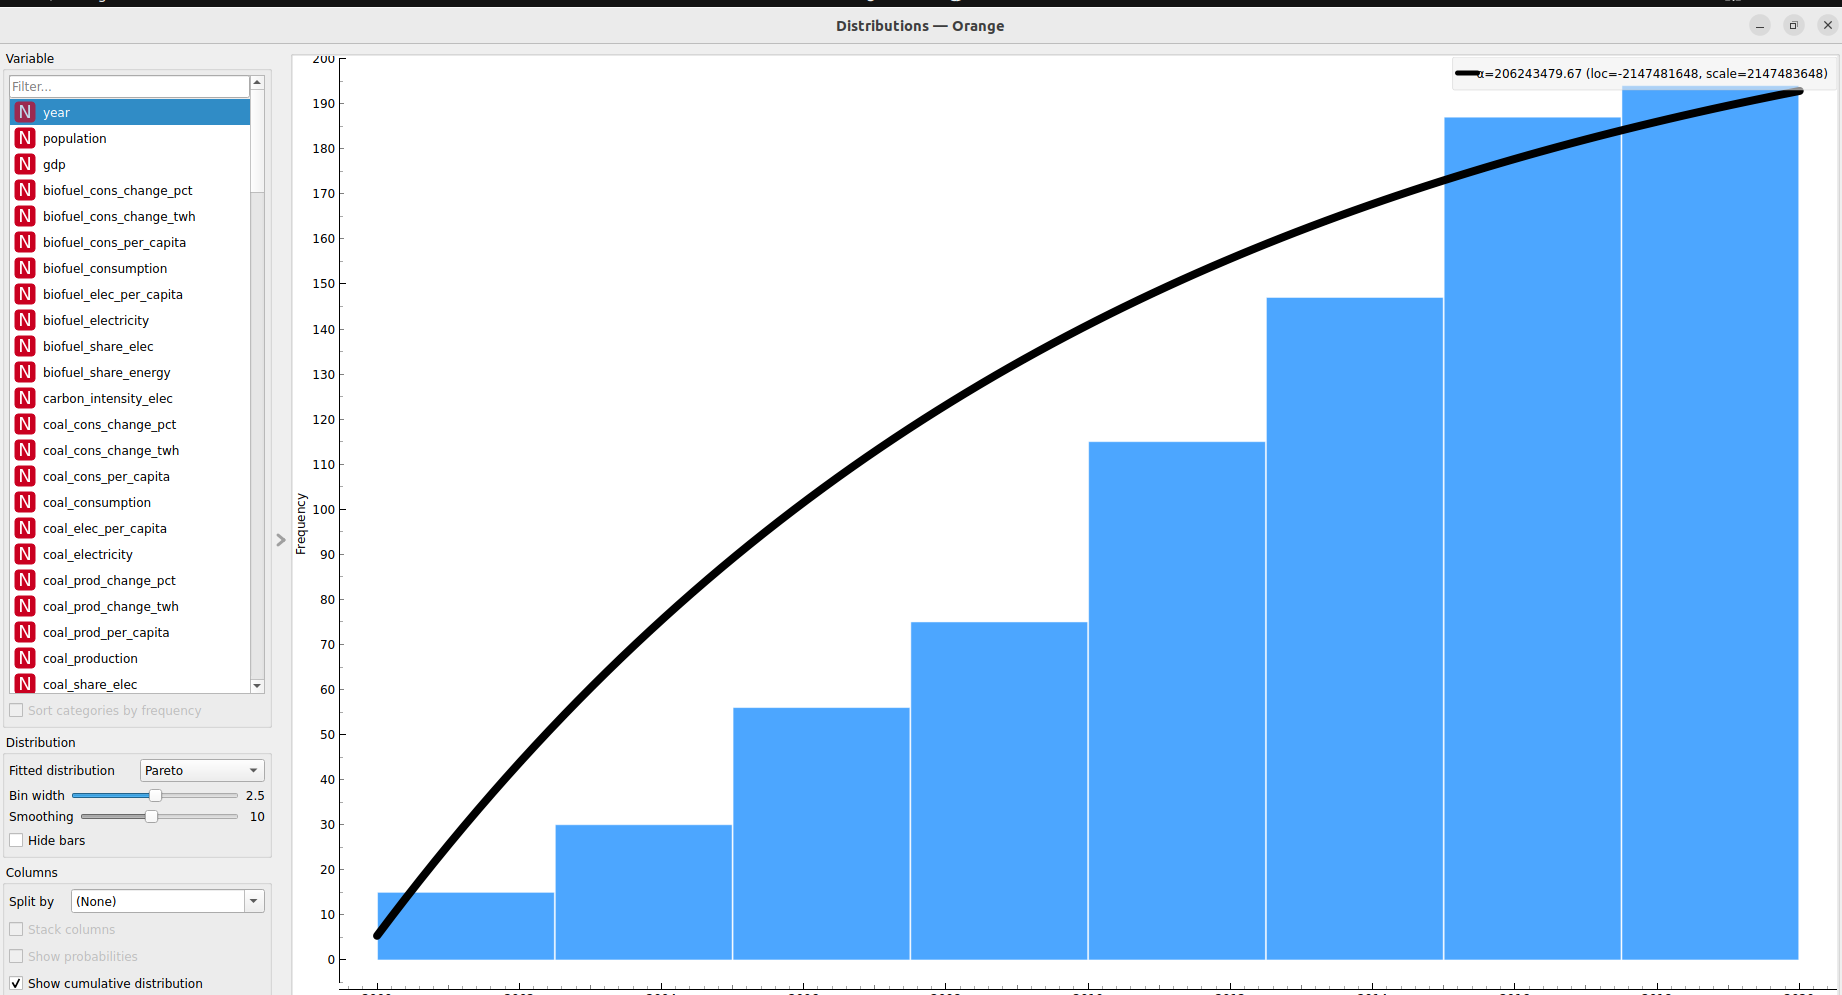 Distributions — Orange
Variable
Filter...
N year
N population
N gdp
N biofuel_cons_change_pct
N biofuel_cons_change_twh
N biofuel_cons_per_capita
N biofuel_consumption
N biofuel_elec_per_capita
N biofuel_electricity
N biofuel_share_elec
N biofuel_share_energy
N carbon_intensity_elec
N coal_cons_change_pct
N coal_cons_change_twh
N coal_cons_per_capita
N coal_consumption
N coal_elec_per_capita
N coal_electricity
N coal_prod_change_pct
N coal_prod_change_twh
N coal_prod_per_capita
N coal_production
N coal_share_elec
Sort categories by frequency
Distribution
Fitted distribution Pareto
Bin width 2.5
Smoothing 10
Hide bars
Columns
Split by (None)
Stack columns
Show probabilities
Show cumulative distribution
α=206243479.67 (loc=-2147481648, scale=2147483648)
Frequency
200
190
180
170
160
150
140
130
120
110
100
90
80
70
60
50
40
30
20
10
0